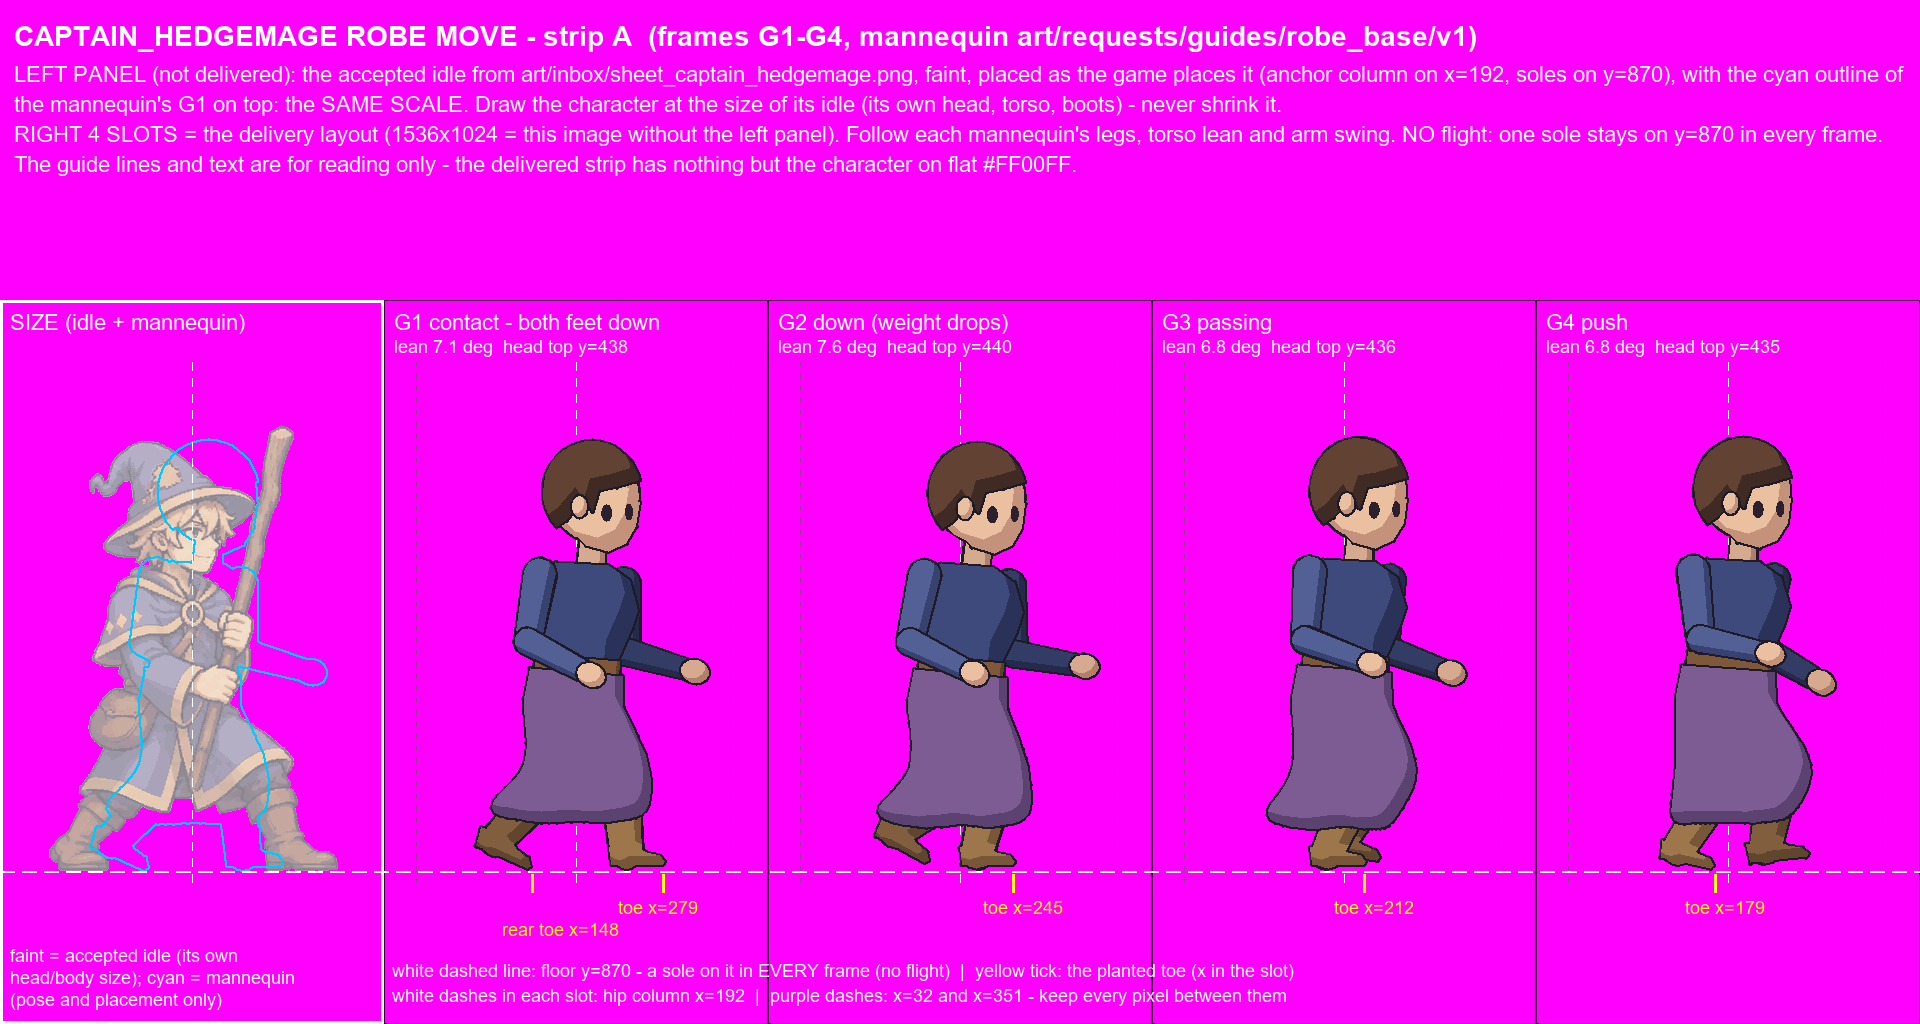 CAPTAIN_HEDGEMAGE ROBE MOVE - strip A  (frames G1-G4, mannequin art/requests/guides/robe_base/v1)
LEFT PANEL (not delivered): the accepted idle from art/inbox/sheet_captain_hedgemage.png, faint, placed as the game places it (anchor column on x=192, soles on y=870), with the cyan outline of
the mannequin's G1 on top: the SAME SCALE. Draw the character at the size of its idle (its own head, torso, boots) - never shrink it.
RIGHT 4 SLOTS = the delivery layout (1536x1024 = this image without the left panel). Follow each mannequin's legs, torso lean and arm swing. NO flight: one sole stays on y=870 in every frame.
The guide lines and text are for reading only - the delivered strip has nothing but the character on flat #FF00FF.
SIZE (idle + mannequin)
G1 contact - both feet down
lean 7.1 deg  head top y=438
G2 down (weight drops)
lean 7.6 deg  head top y=440
G3 passing
lean 6.8 deg  head top y=436
G4 push
lean 6.8 deg  head top y=435
toe x=279
rear toe x=148
toe x=245
toe x=212
toe x=179
faint = accepted idle (its own
head/body size); cyan = mannequin
(pose and placement only)
white dashed line: floor y=870 - a sole on it in EVERY frame (no flight)  |  yellow tick: the planted toe (x in the slot)
white dashes in each slot: hip column x=192  |  purple dashes: x=32 and x=351 - keep every pixel between them